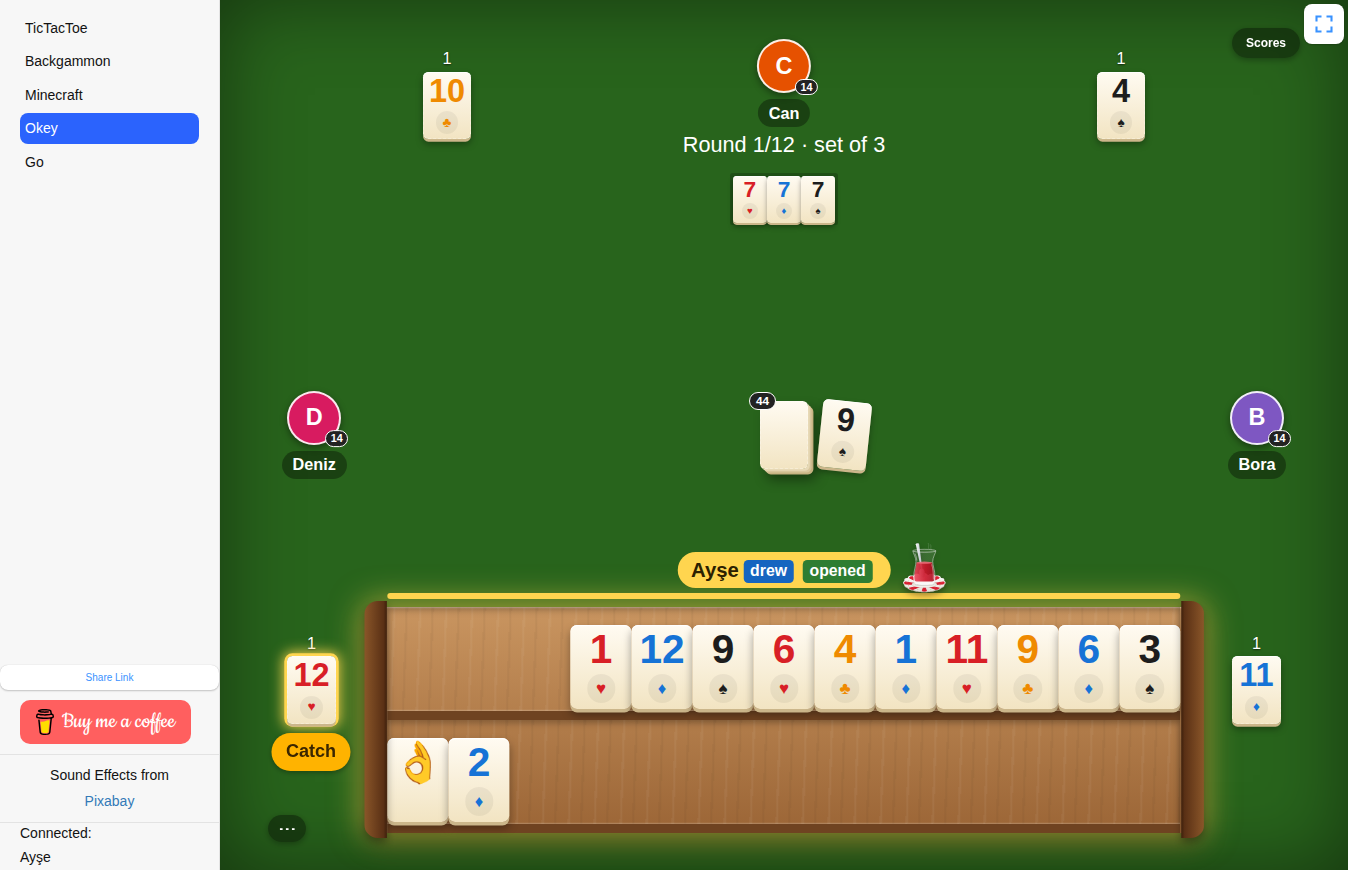 TicTacToe
Backgammon
Minecraft
Okey
Go
Share Link
Buy me a coffee
Sound Effects from
Pixabay
Connected:
Ayşe
Scores
1
10
♣
C
14
Can
1
4
♠
Round 1/12 · set of 3
7 7 7
♥ ♦ ♠
D
14
Deniz
44
9
♠
B
14
Bora
Ayşe drew opened
1
12
♥
Catch
...
1 12 9 6 4 1 11 9 6 3
♥ ♦ ♠ ♥ ♣ ♦ ♥ ♣ ♦ ♠
👌 2
♦
1
11
♦